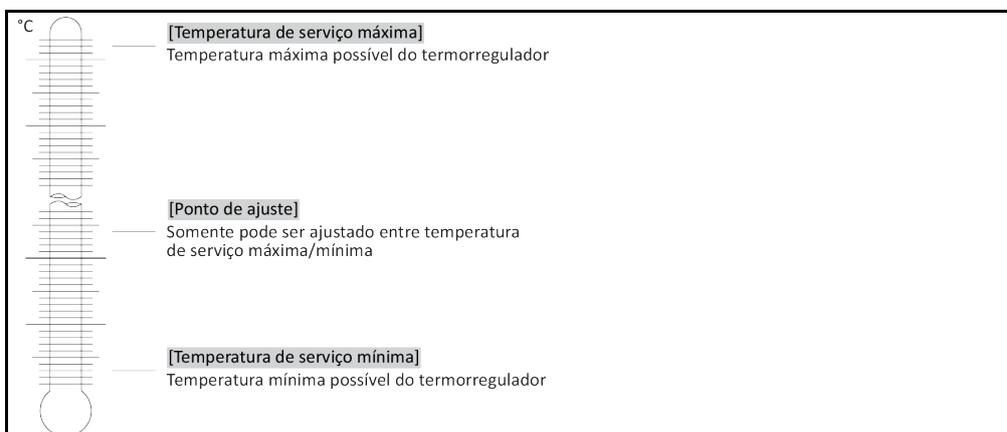 °C
[Temperatura de serviço máxima]
Temperatura máxima possível do termorregulador
[Ponto de ajuste]
Somente pode ser ajustado entre temperatura
de serviço máxima/mínima
[Temperatura de serviço mínima]
Temperatura mínima possível do termorregulador